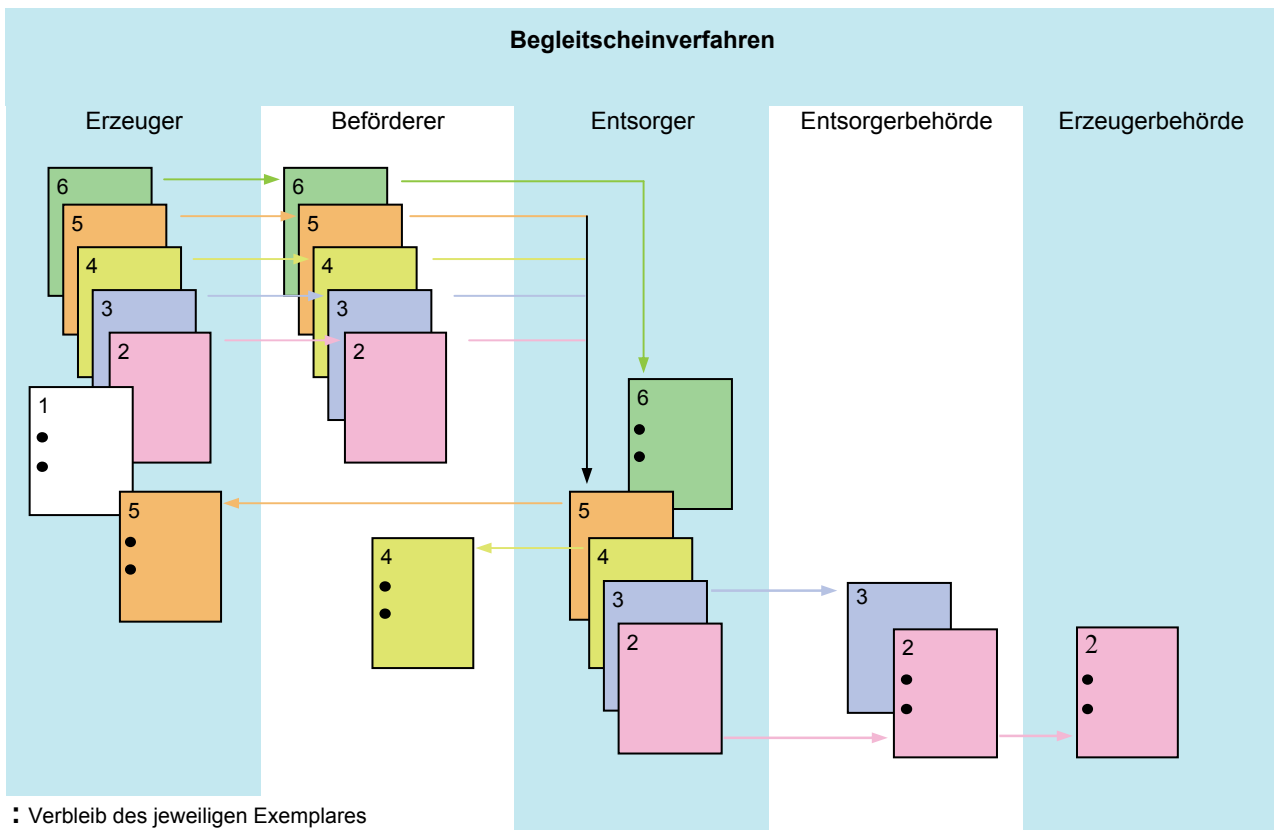 Begleitscheinverfahren
Erzeuger Beförderer Entsorger Entsorgerbehörde Erzeugerbehörde
6 6
5 5
4 4
3 3
2 2
6
1
5 5
4 4
3 3
2 2 2
: Verbleib des jeweiligen Exemplares